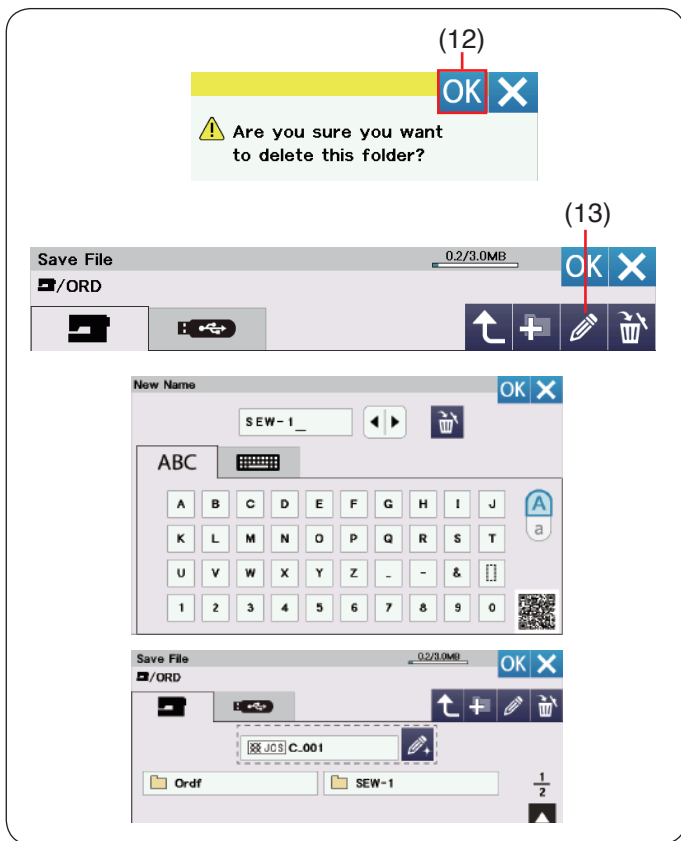 (12)
OK
Are you sure you want
to delete this folder?
(13)
Save File 0.2/3.0MB OK
/ORD
New Name OK
SEW-1_
ABC
A B C D E F G H I J A
K L M N O P Q R S T a
U V W X Y Z _ - &
1 2 3 4 5 6 7 8 9 0
Save File 0.2/3.0MB OK
/ORD
JCS C_001
Ordf SEW-1 1
2